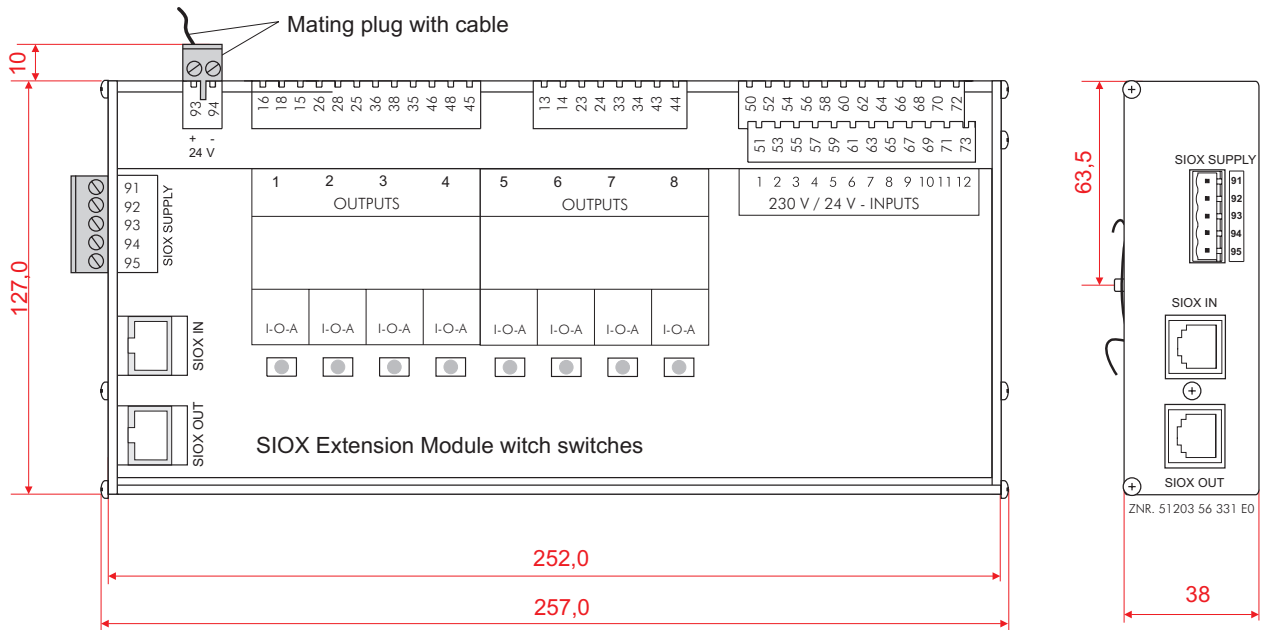 Mating plug with cable
10
93 94
+ -
24 V
16 18 15 26 28 25 36 38 35 46 48 45
13 14 23 24 33 34 43 44
50 52 54 56 58 60 62 64 66 68 70 72
51 53 55 57 59 61 63 65 67 69 71 73
1 2 3 4 5 6 7 8
OUTPUTS OUTPUTS
1 2 3 4 5 6 7 8 9 10 11 12
230 V / 24 V - INPUTS
91
92
93
94
95
SIOX SUPPLY
127,0
I-O-A I-O-A I-O-A I-O-A I-O-A I-O-A I-O-A I-O-A
SIOX IN
SIOX OUT
SIOX Extension Module witch switches
252,0
257,0
63,5
SIOX SUPPLY
91
92
93
94
95
SIOX IN
SIOX OUT
ZNR. 51203 56 331 E0
38